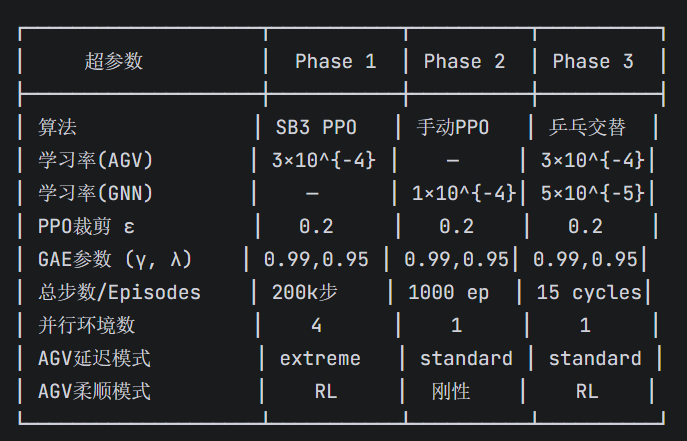 超参数 Phase 1 Phase 2 Phase 3
算法 SB3 PPO 手动PPO 乒乓交替
学习率(AGV) 3×10^{-4} — 3×10^{-4}
学习率(GNN) — 1×10^{-4} 5×10^{-5}
PPO裁剪 ε 0.2 0.2 0.2
GAE参数 (γ, λ) 0.99,0.95 0.99,0.95 0.99,0.95
总步数/Episodes 200k步 1000 ep 15 cycles
并行环境数 4 1 1
AGV延迟模式 extreme standard standard
AGV柔顺模式 RL 刚性 RL